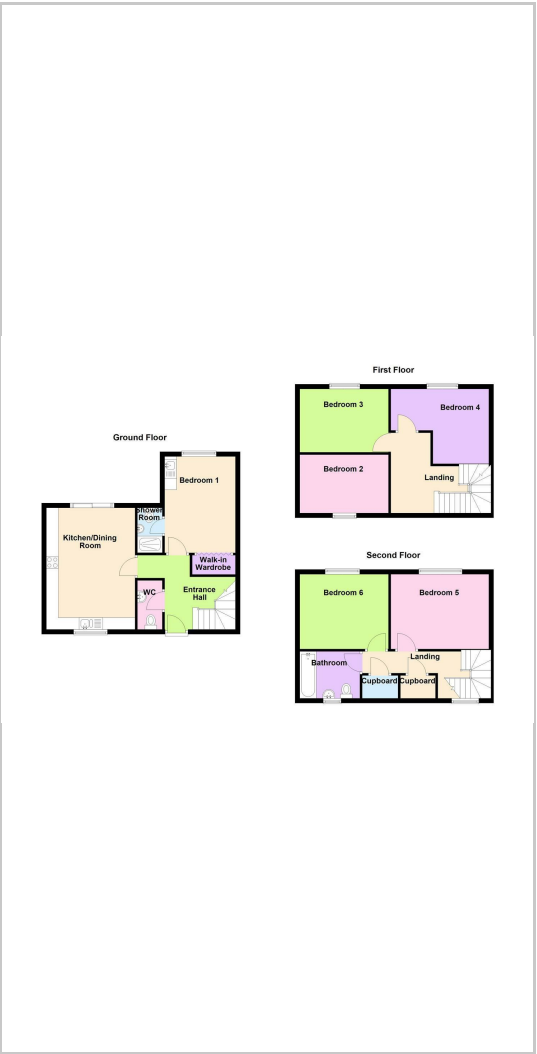 First Floor
Bedroom 3
Bedroom 4
Bedroom 2
Landing
Ground Floor
Bedroom 1
Shower
Room
Kitchen/Dining
Room
Walk-in
Wardrobe
WC
Entrance
Hall
Second Floor
Bedroom 6
Bedroom 5
Bathroom
Landing
Cupboard
Cupboard